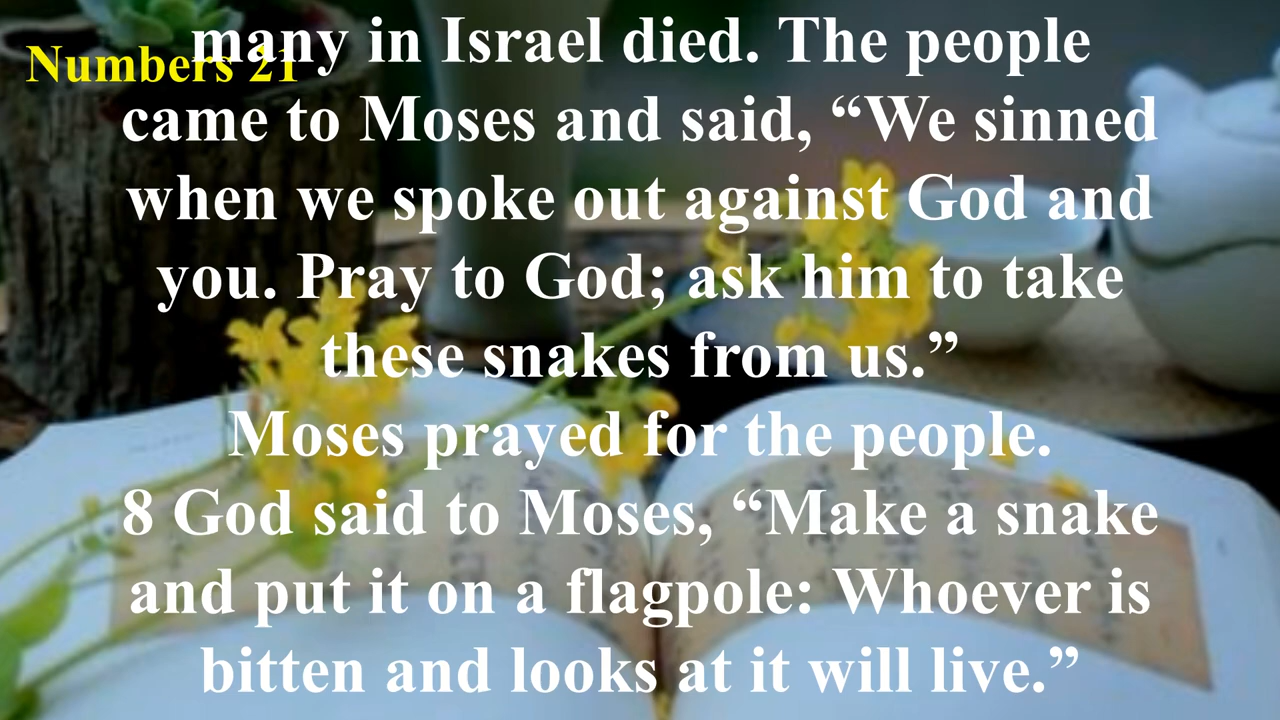 Numbers 21
many in Israel died. The people
came to Moses and said, “We sinned
when we spoke out against God and
you. Pray to God; ask him to take
these snakes from us.”
Moses prayed for the people.
8 God said to Moses, “Make a snake
and put it on a flagpole: Whoever is
bitten and looks at it will live.”